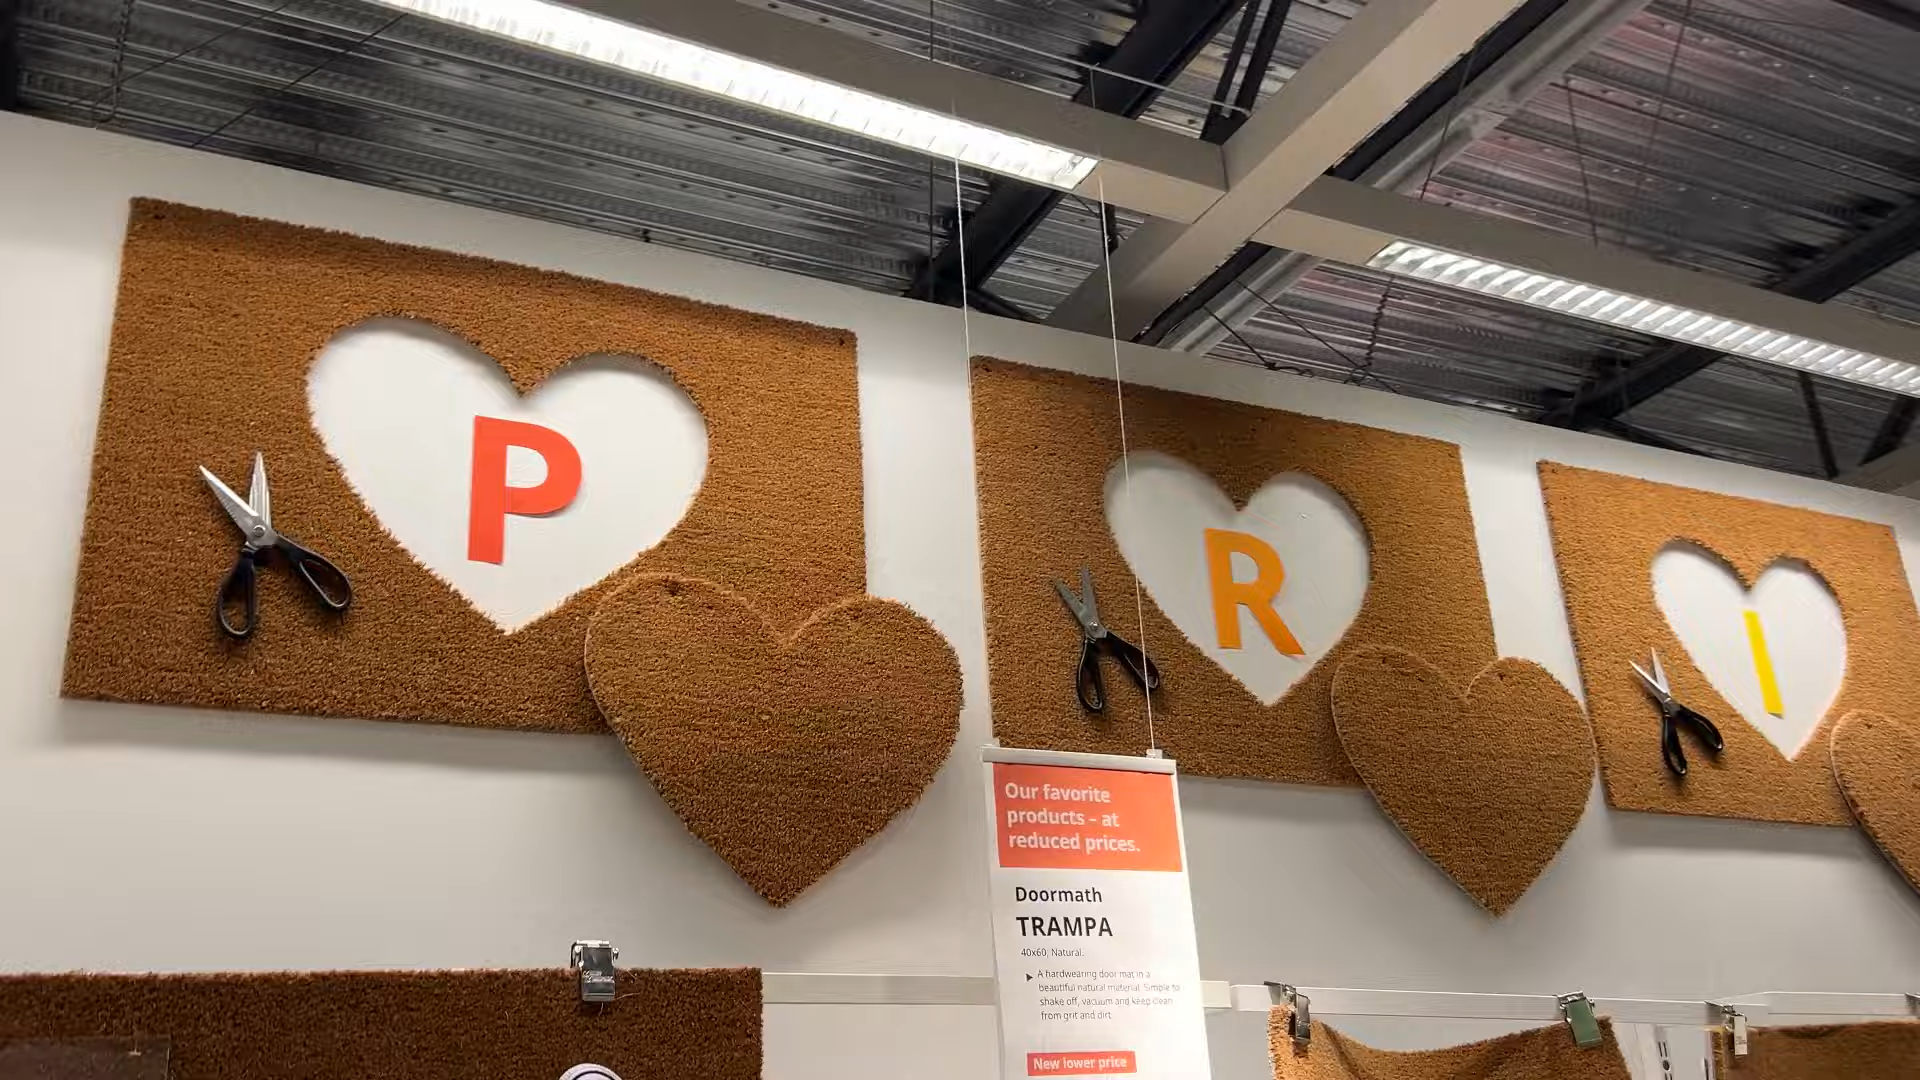 P
R
I
Our favorite
products – at
reduced prices.
Doormath
TRAMPA
40x60. Natural.
▶ A hardwearing door mat in a
beautiful natural material. Simple to
shake off, vacuum and keep clean
from grit and dirt.
New lower price